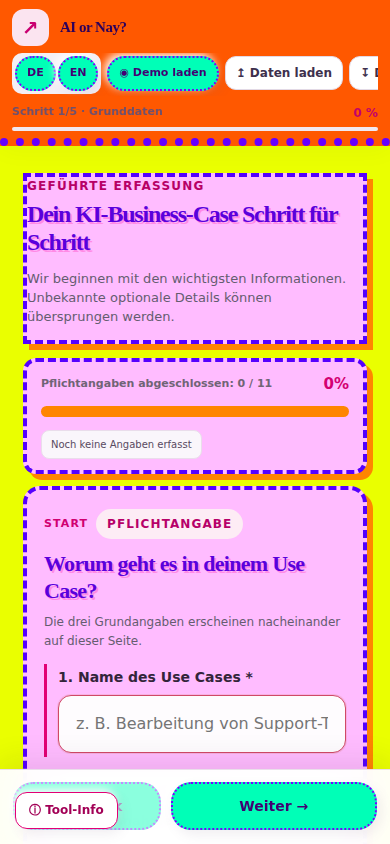 ↗ AI or Nay?
DE EN ◉ Demo laden ↥ Daten laden ↧
Schritt 1/5 · Grunddaten 0 %
GEFÜHRTE ERFASSUNG
Dein KI-Business-Case Schritt für
Schritt
Wir beginnen mit den wichtigsten Informationen.
Unbekannte optionale Details können
übersprungen werden.
Pflichtangaben abgeschlossen: 0 / 11 0%
Noch keine Angaben erfasst
START PFLICHTANGABE
Worum geht es in deinem Use
Case?
Die drei Grundangaben erscheinen nacheinander
auf dieser Seite.
1. Name des Use Cases *
z. B. Bearbeitung von Support-T
ⓘ Tool-Info Weiter →